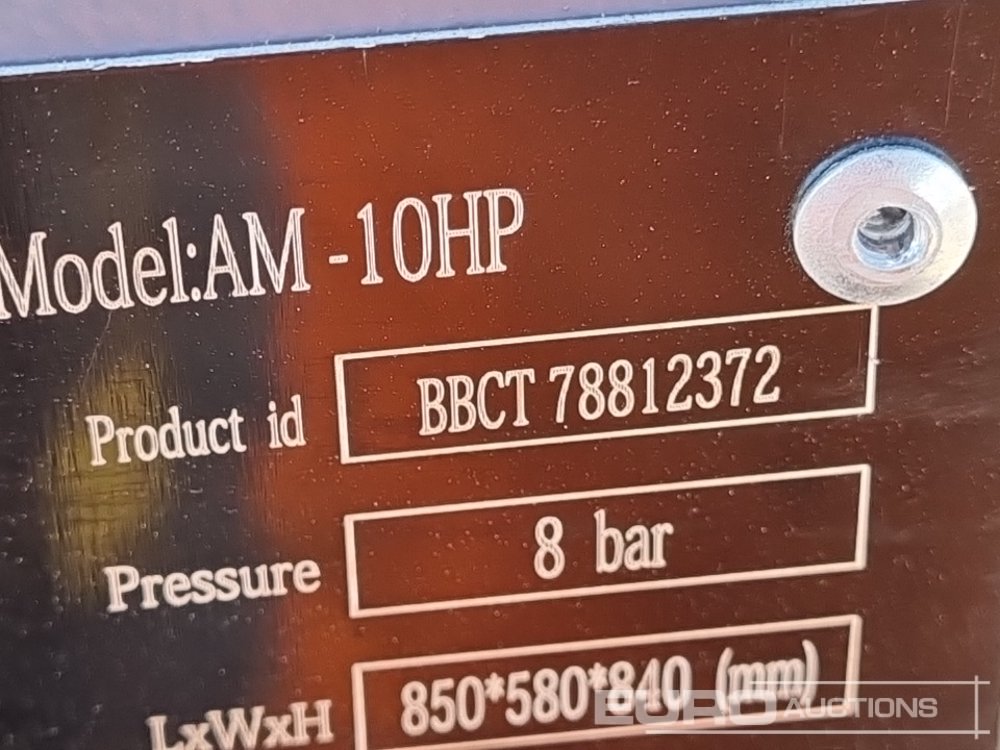 Model:AM -10HP
Product id BBCT 78812372
Pressure 8 bar
LxWxH 850*580*840 (mm)
EURO AUCTIONS